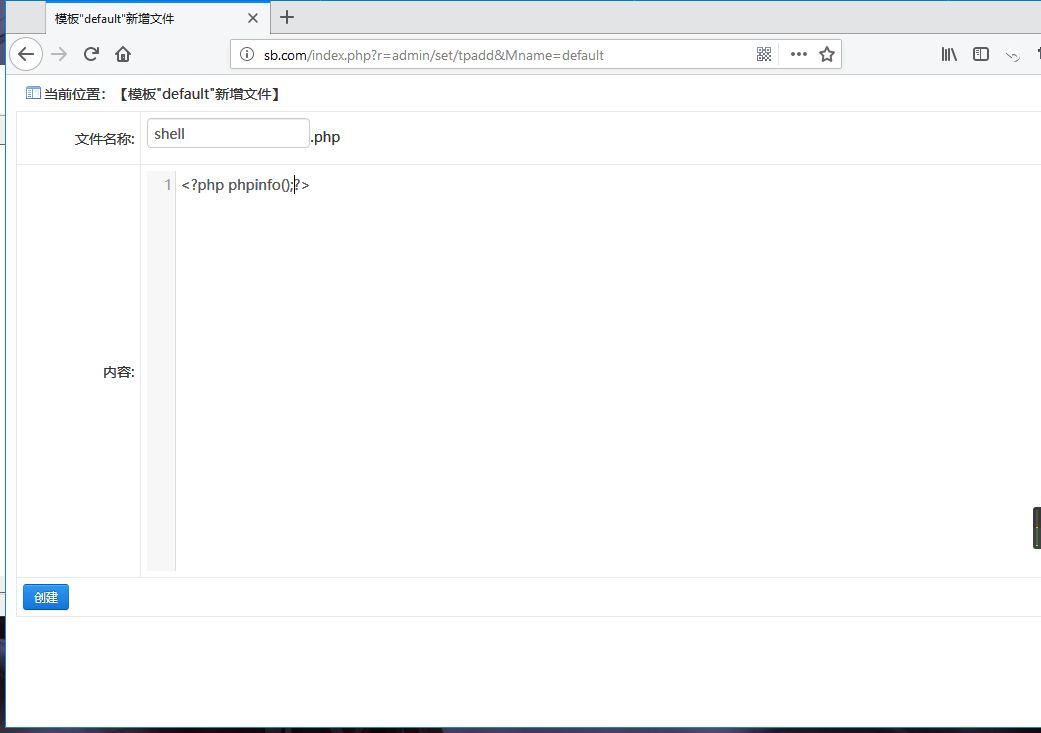 模板"default"新增文件
sb.com/index.php?r=admin/set/tpadd&Mname=default
当前位置：【模板"default"新增文件】
文件名称: shell .php
1 <?php phpinfo();?>
内容:
创建